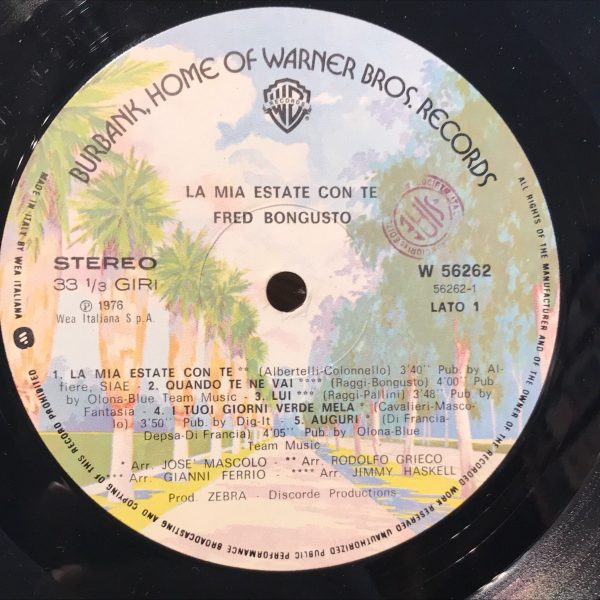 BURBANK, HOME OF WARNER BROS. RECORDS
RECORDS
LA MIA ESTATE CON TE
FRED BONGUSTO
STEREO
33 1/3 GIRI
Ⓟ 1976
Wea Italiana S.p.A.
W 56262
56262-1
LATO 1
1. LA MIA ESTATE CON TE ** (Albertelli-Colonnello) 3'40'' Pub. by Al-
fiere, SIAE - 2. QUANDO TE NE VAI **** (Raggi-Bongusto) 4'00' Pub
by Olona-Blue Team Music - 3. LUI *** (Raggi-Pallini) 3'48 Pub. by
Fantasia - 4. I TUOI GIORNI VERDE MELA * (Cavalieri-Masco-
lo) 3'50'' Pub. by Dig-It - 5. AUGURI * (Di Francia-
Depsa-Di Francia) 4'05'' Pub. by Olona-Blue
Team Music
* Arr. JOSE' MASCOLO - ** Arr. RODOLFO GRIECO
*** Arr. GIANNI FERRIO - **** Arr. JIMMY HASKELL
Prod. ZEBRA - Discorde Productions
MADE IN ITALY BY WEA ITALIANA
ALL RIGHTS OF THE MANUFACTURER AND OF THE OWNER OF THE RECORDED WORK RESERVED UNAUTHORIZED PUBLIC PERFORMANCE BROADCASTING AND COPYING OF THIS RECORD PROHIBITED